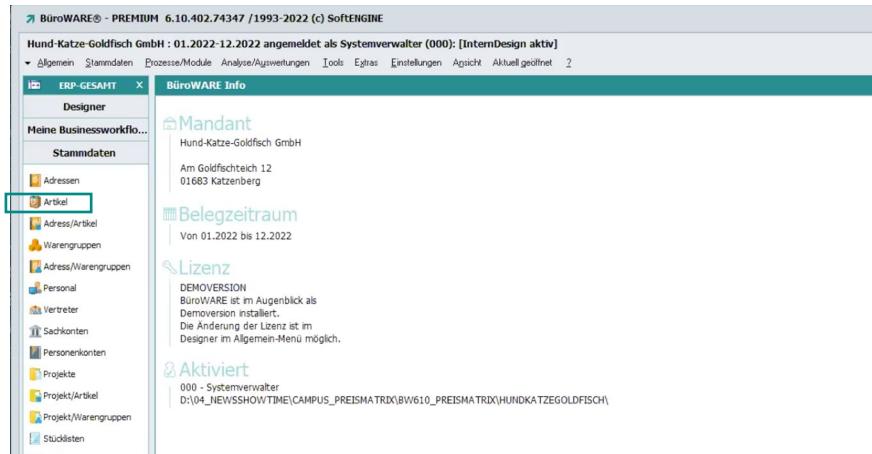 BüroWARE® - PREMIUM 6.10.402.74347 /1993-2022 (c) SoftENGINE
Hund-Katze-Goldfisch GmbH : 01.2022-12.2022 angemeldet als Systemverwalter (000): [InternDesign aktiv]
Allgemein Stammdaten Prozesse/Module Analyse/Auswertungen Tools Extras Einstellungen Ansicht Aktuell geöffnet ?
ERP-GESAMT X
BüroWARE Info
Designer
Meine Businessworkflo...
Stammdaten
Adressen
Artikel
Adress/Artikel
Warengruppen
Adress/Warengruppen
Personal
Vertreter
Sachkonten
Personenkonten
Projekte
Projekt/Artikel
Projekt/Warengruppen
Stücklisten
Mandant
Hund-Katze-Goldfisch GmbH
Am Goldfischteich 12
01683 Katzenberg
Belegzeitraum
Von 01.2022 bis 12.2022
Lizenz
DEMOVERSION
BüroWARE ist im Augenblick als
Demoversion installiert.
Die Änderung der Lizenz ist im
Designer im Allgemein-Menü möglich.
Aktiviert
000 - Systemverwalter
D:\04_NEWSSHOWTIME\CAMPUS_PREISMATRIX\BW610_PREISMATRIX\HUNDKATZEGOLDFISCH\